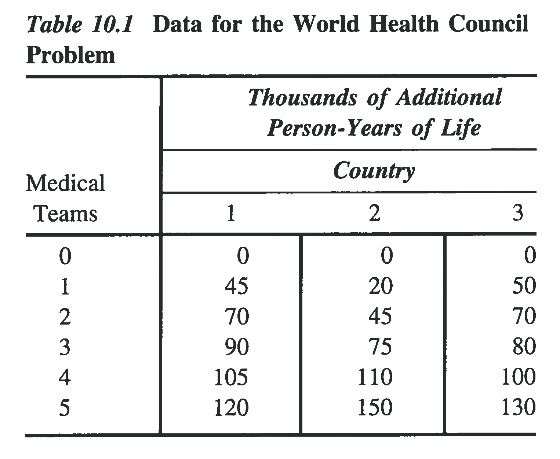 Table 10.1 Data for the World Health Council
Problem
Thousands of Additional
Person-Years of Life
Country
Medical
Teams 1 2 3
0 0 0 0
1 45 20 50
2 70 45 70
3 90 75 80
4 105 110 100
5 120 150 130